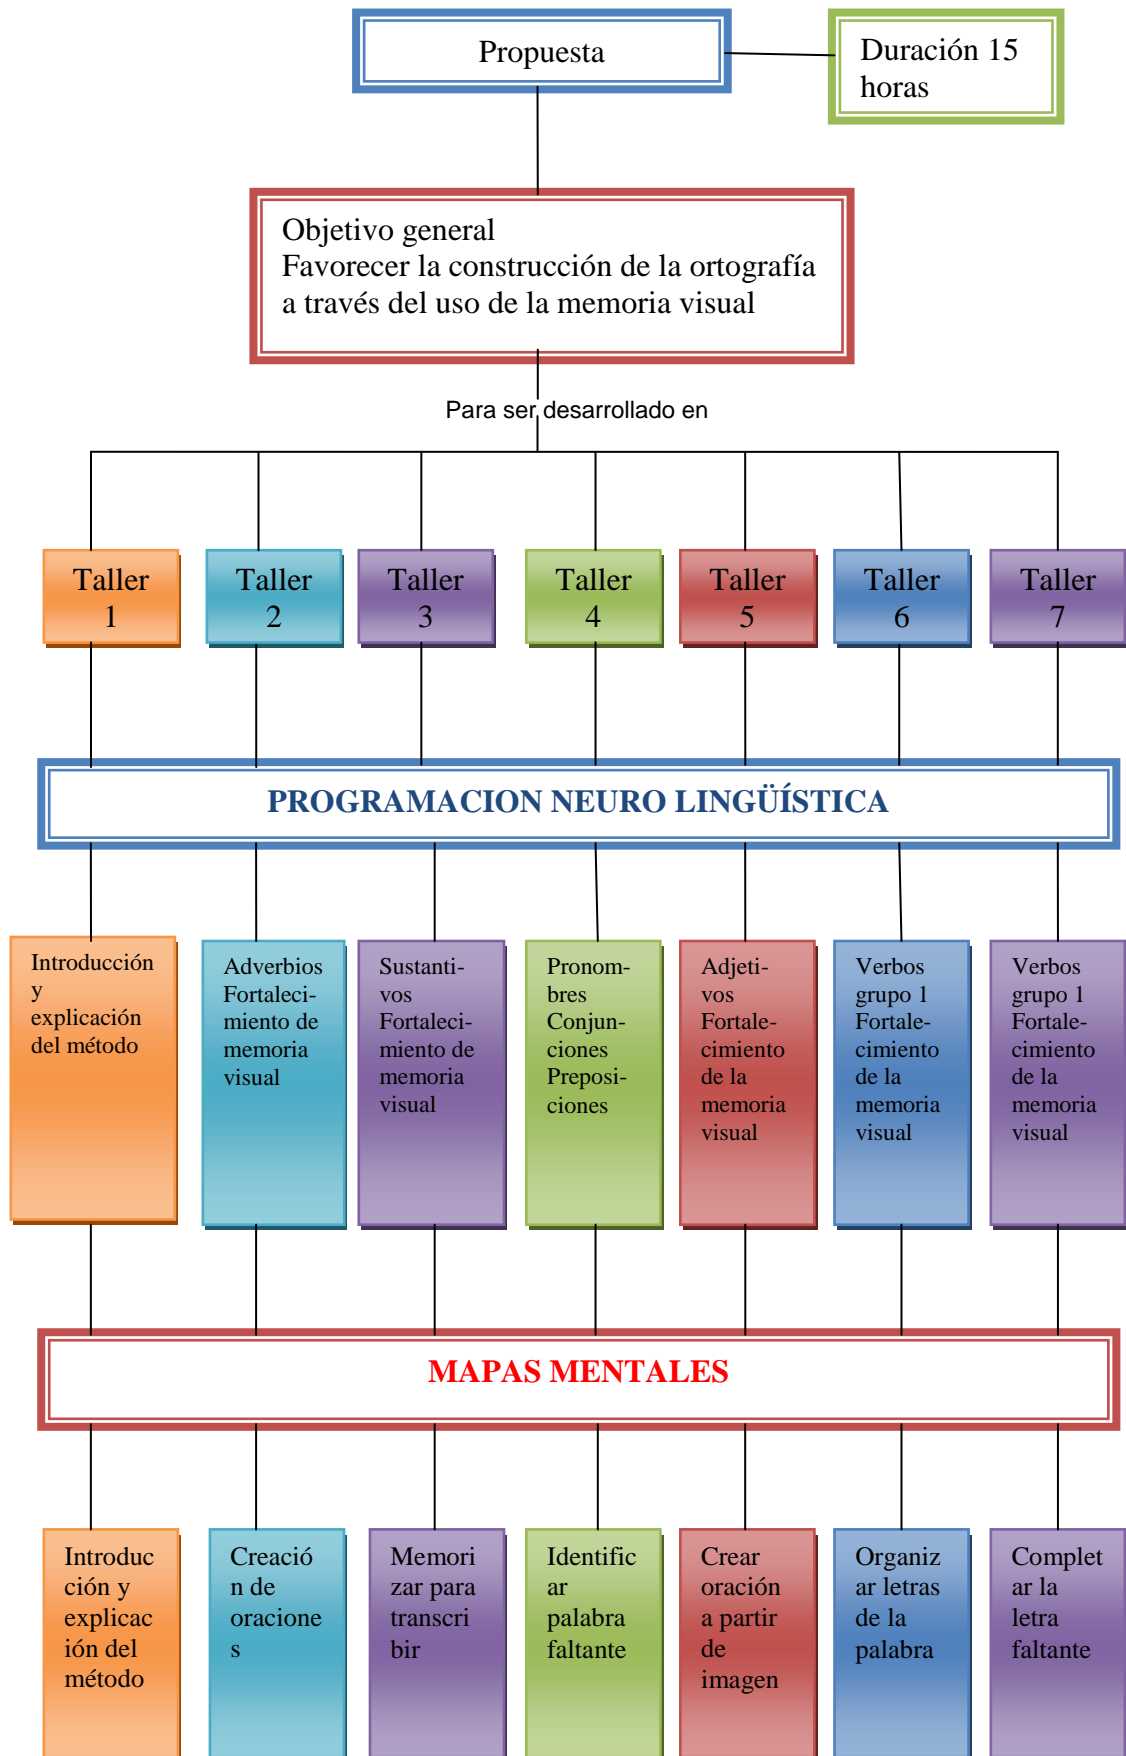 Propuesta
Duración 15
horas
Objetivo general
Favorecer la construcción de la ortografía
a través del uso de la memoria visual
Para ser desarrollado en
Taller
1
Taller
2
Taller
3
Taller
4
Taller
5
Taller
6
Taller
7
PROGRAMACION NEURO LINGÜÍSTICA
Introducción
y
explicación
del método
Adverbios
Fortaleci-
miento de
memoria
visual
Sustanti-
vos
Fortaleci-
miento de
memoria
visual
Pronom-
bres
Conjun-
ciones
Preposi-
ciones
Adjeti-
vos
Fortale-
cimiento
de la
memoria
visual
Verbos
grupo 1
Fortale-
cimiento
de la
memoria
visual
Verbos
grupo 1
Fortale-
cimiento
de la
memoria
visual
MAPAS MENTALES
Introduc
ción y
explicac
ión del
método
Creació
n de
oracione
s
Memori
zar para
transcri
bir
Identific
ar
palabra
faltante
Crear
oración
a partir
de
imagen
Organiz
ar letras
de la
palabra
Complet
ar la
letra
faltante